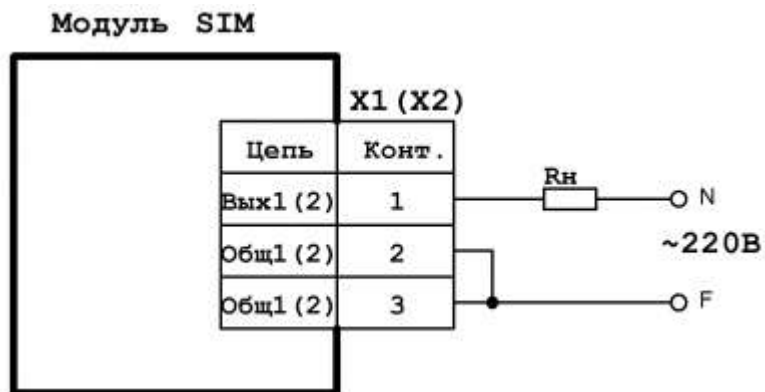 Модуль SIM
X1(X2)
Цепь Конт.
Вых1(2) 1
Rн N
Общ1(2) 2
~220В
Общ1(2) 3
F